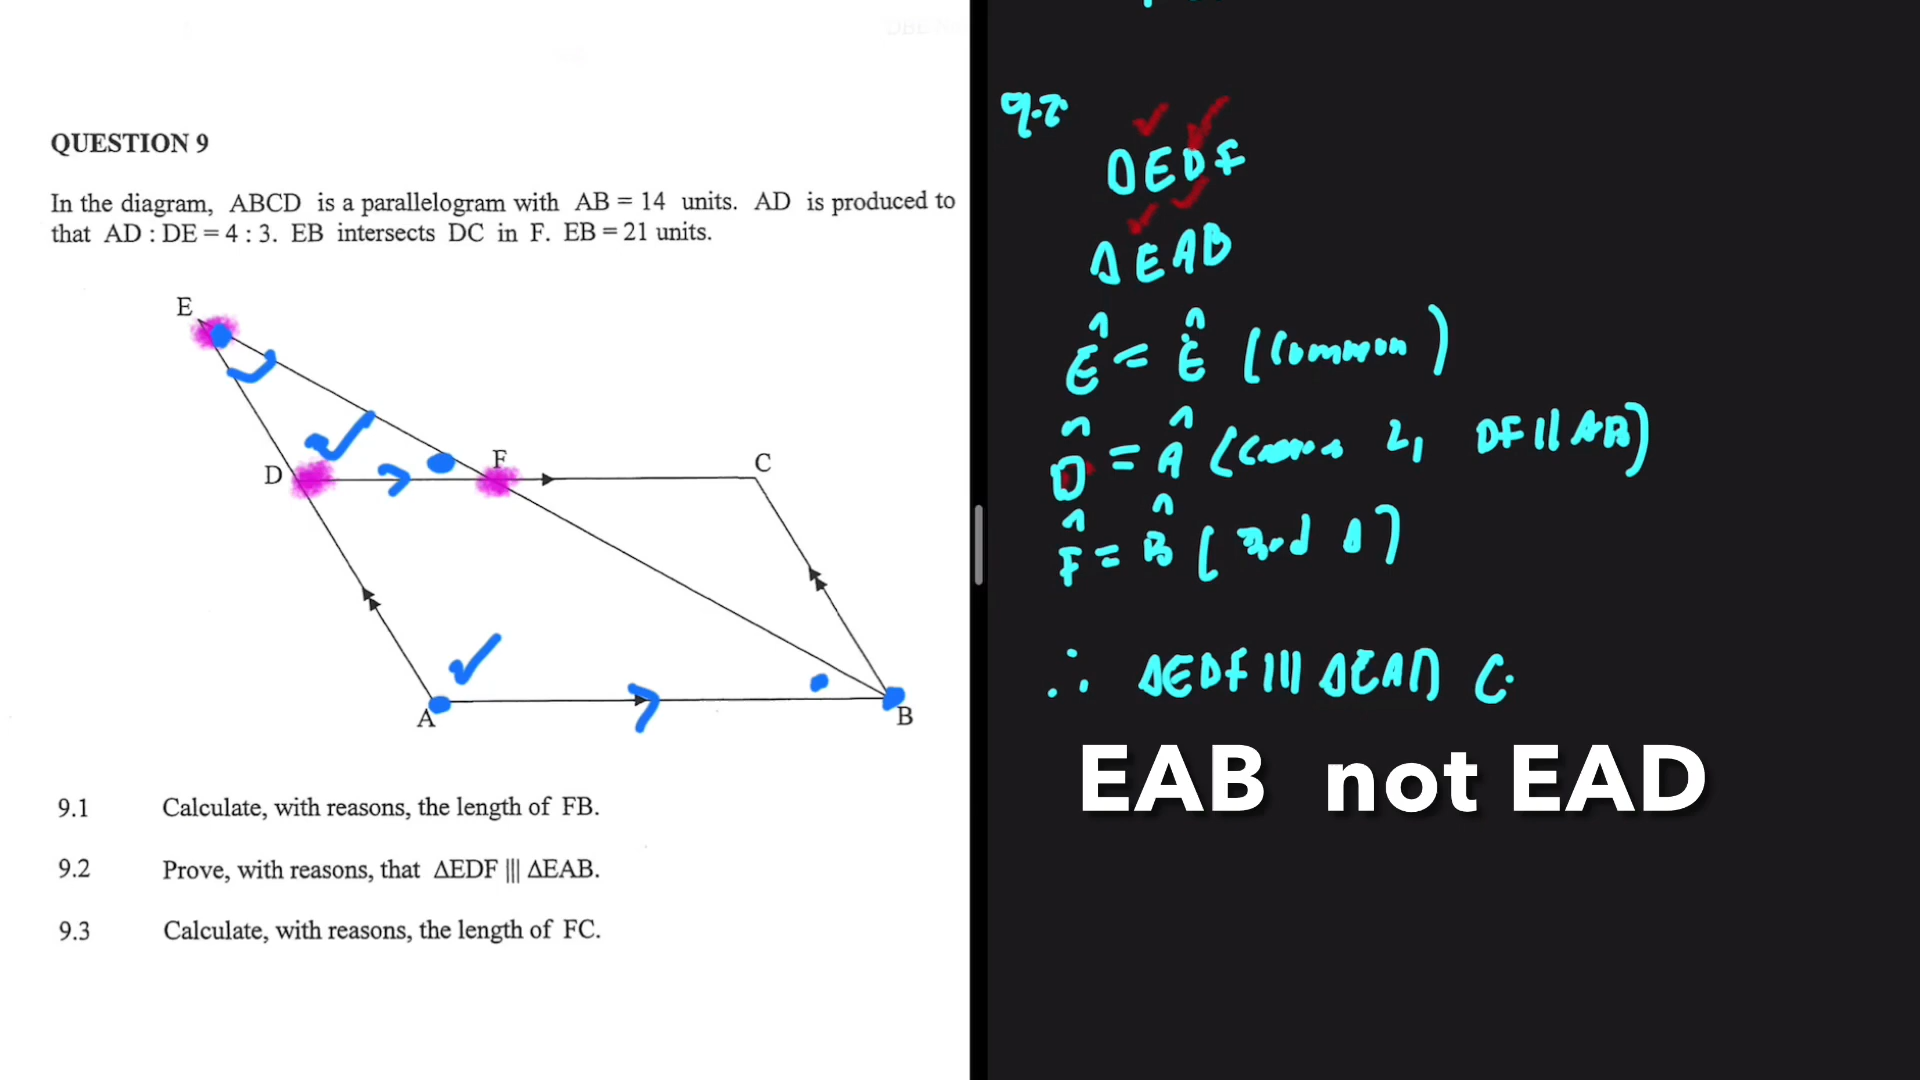 QUESTION 9
In the diagram, ABCD is a parallelogram with AB = 14 units. AD is produced to
that AD : DE = 4 : 3. EB intersects DC in F. EB = 21 units.
E
D
F
C
A
B
9.1 Calculate, with reasons, the length of FB.
9.2 Prove, with reasons, that ΔEDF ||| ΔEAB.
9.3 Calculate, with reasons, the length of FC.
9.2
ΔEDF
ΔEAB
Ê = Ê (Common)
D̂ = Â (corres ∠, DF || AB)
F̂ = B̂ (3rd Δ)
∴ ΔEDF ||| ΔEAD
EAB not EAD